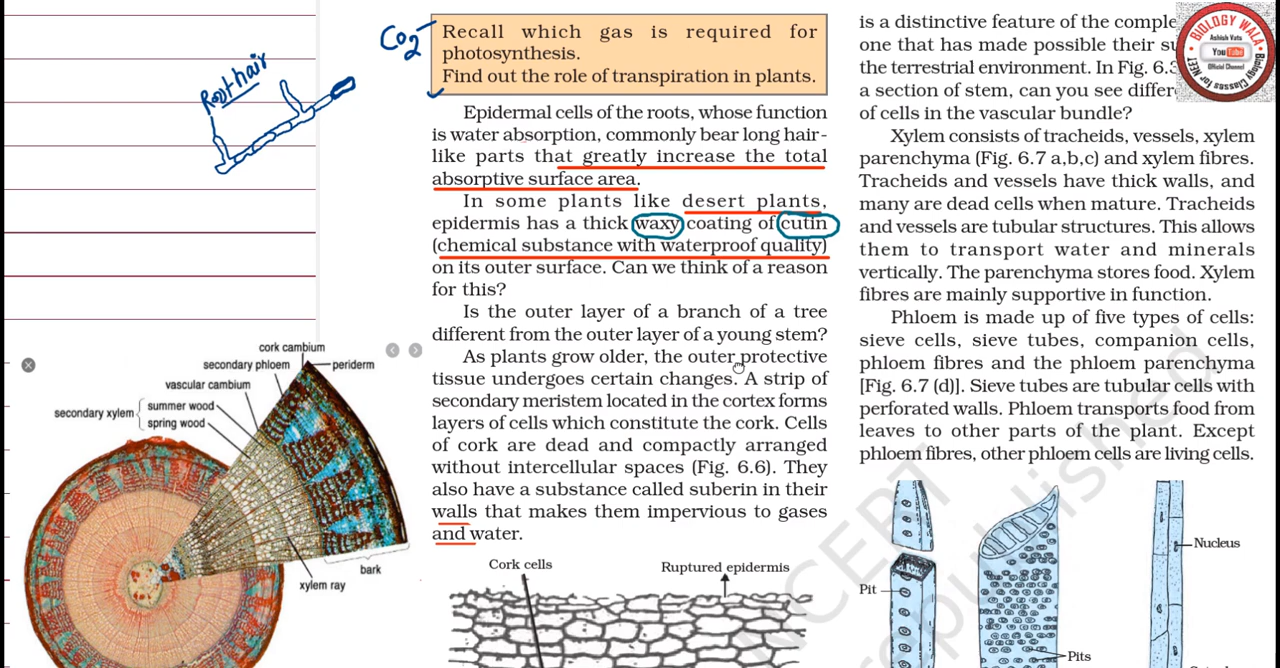 CO2
Root hair
Recall which gas is required for
photosynthesis.
Find out the role of transpiration in plants.
Epidermal cells of the roots, whose function
is water absorption, commonly bear long hair-
like parts that greatly increase the total
absorptive surface area.
In some plants like desert plants,
epidermis has a thick waxy coating of cutin
(chemical substance with waterproof quality)
on its outer surface. Can we think of a reason
for this?
Is the outer layer of a branch of a tree
different from the outer layer of a young stem?
As plants grow older, the outer protective
tissue undergoes certain changes. A strip of
secondary meristem located in the cortex forms
layers of cells which constitute the cork. Cells
of cork are dead and compactly arranged
without intercellular spaces (Fig. 6.6). They
also have a substance called suberin in their
walls that makes them impervious to gases
and water.
Cork cells
Ruptured epidermis
cork cambium
secondary phloem
periderm
vascular cambium
secondary xylem
summer wood
spring wood
bark
xylem ray
is a distinctive feature of the comple
one that has made possible their su
the terrestrial environment. In Fig. 6.3
a section of stem, can you see differ
of cells in the vascular bundle?
Xylem consists of tracheids, vessels, xylem
parenchyma (Fig. 6.7 a,b,c) and xylem fibres.
Tracheids and vessels have thick walls, and
many are dead cells when mature. Tracheids
and vessels are tubular structures. This allows
them to transport water and minerals
vertically. The parenchyma stores food. Xylem
fibres are mainly supportive in function.
Phloem is made up of five types of cells:
sieve cells, sieve tubes, companion cells,
phloem fibres and the phloem parenchyma
[Fig. 6.7 (d)]. Sieve tubes are tubular cells with
perforated walls. Phloem transports food from
leaves to other parts of the plant. Except
phloem fibres, other phloem cells are living cells.
Nucleus
Pit
Pits
BIOLOGY WALA
Ashish Vats
YouTube
Official Channel
Biology Classes for NEET
NCERT
republished